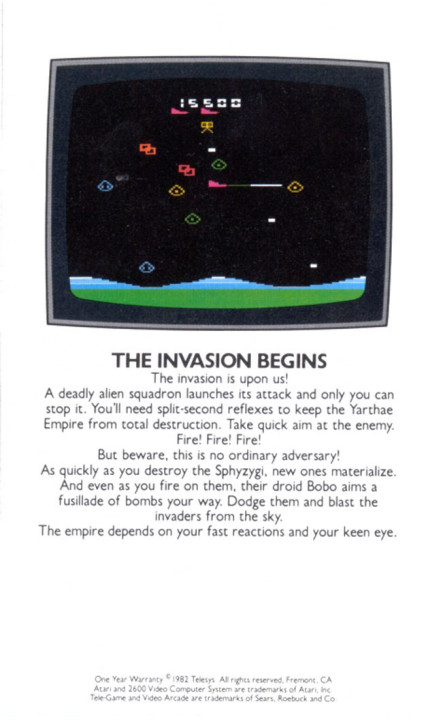 15500
THE INVASION BEGINS
The invasion is upon us!
A deadly alien squadron launches its attack and only you can
stop it. You'll need split-second reflexes to keep the Yarthae
Empire from total destruction. Take quick aim at the enemy.
Fire! Fire! Fire!
But beware, this is no ordinary adversary!
As quickly as you destroy the Sphyzygi, new ones materialize.
And even as you fire on them, their droid Bobo aims a
fusillade of bombs your way. Dodge them and blast the
invaders from the sky.
The empire depends on your fast reactions and your keen eye.
One Year Warranty ©1982 Telesys All rights reserved, Fremont, CA
Atari and 2600 Video Computer System are trademarks of Atari, Inc
Tele-Game and Video Arcade are trademarks of Sears, Roebuck and Co